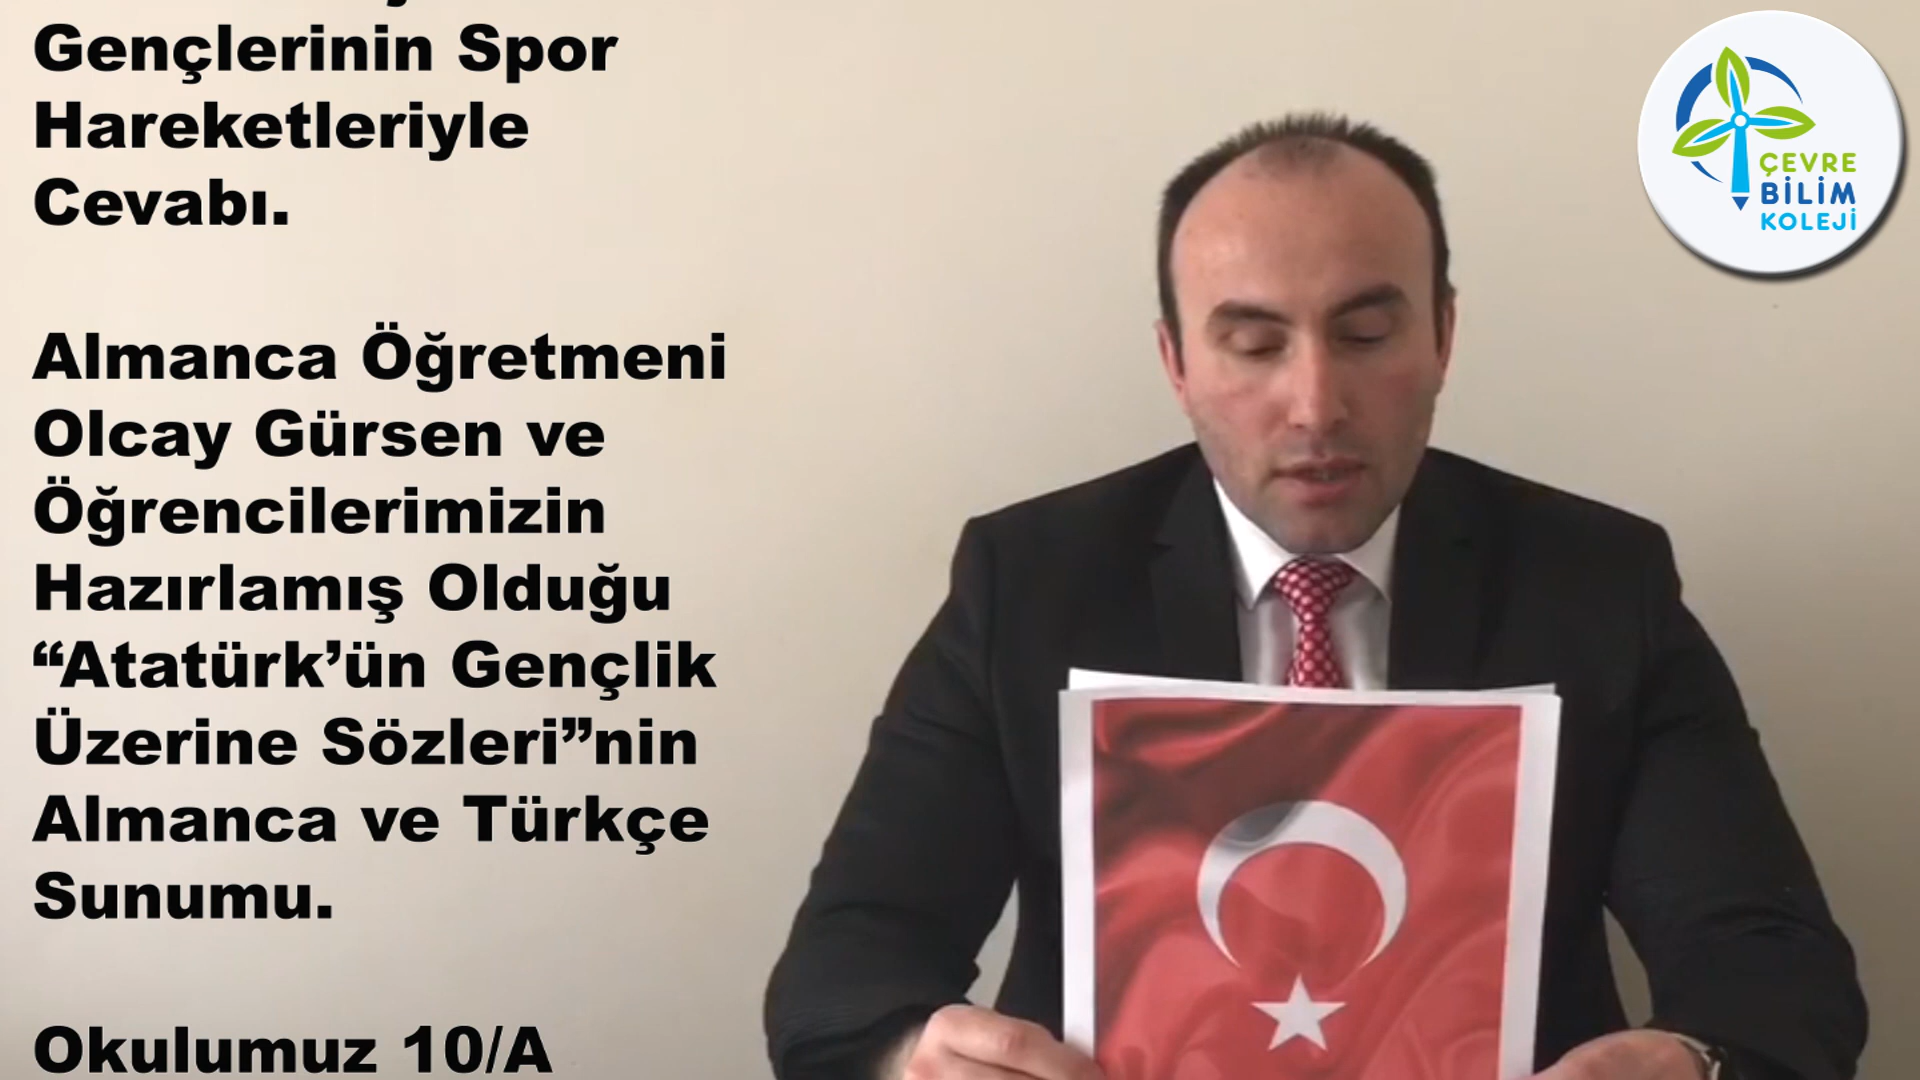 Gençlerinin Spor
Hareketleriyle
Cevabı.
Almanca Öğretmeni
Olcay Gürsen ve
Öğrencilerimizin
Hazırlamış Olduğu
“Atatürk’ün Gençlik
Üzerine Sözleri”nin
Almanca ve Türkçe
Sunumu.
Okulumuz 10/A
ÇEVRE
BİLİM
KOLEJİ